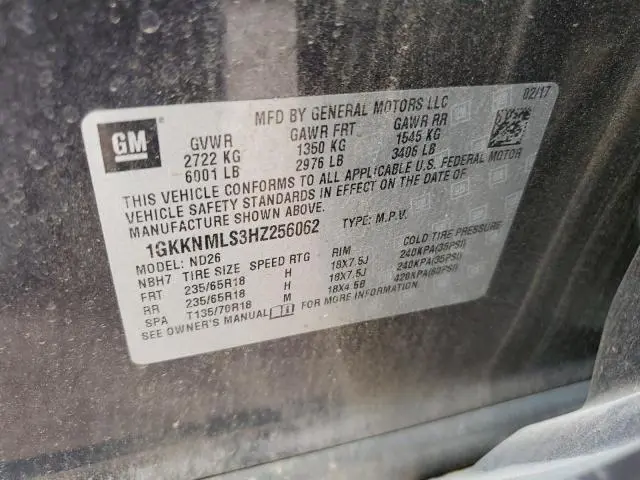 MFD BY GENERAL MOTORS LLC
02/17
GM
GVWR GAWR FRT GAWR RR
2722 KG 1350 KG 1545 KG
6001 LB 2976 LB 3406 LB
THIS VEHICLE CONFORMS TO ALL APPLICABLE U.S. FEDERAL MOTOR
VEHICLE SAFETY STANDARDS IN EFFECT ON THE DATE OF
MANUFACTURE SHOWN ABOVE.
1GKKNMLS3HZ256062 TYPE: M.P.V.
MODEL: ND26
NBH7 TIRE SIZE SPEED RTG RIM COLD TIRE PRESSURE
FRT 235/65R18 H 18X7.5J 240KPA(35PSI)
RR 235/65R18 H 18X7.5J 240KPA(35PSI)
SPA T135/70R18 M 18X4.5B 420KPA(60PSI)
SEE OWNER'S MANUAL FOR MORE INFORMATION.